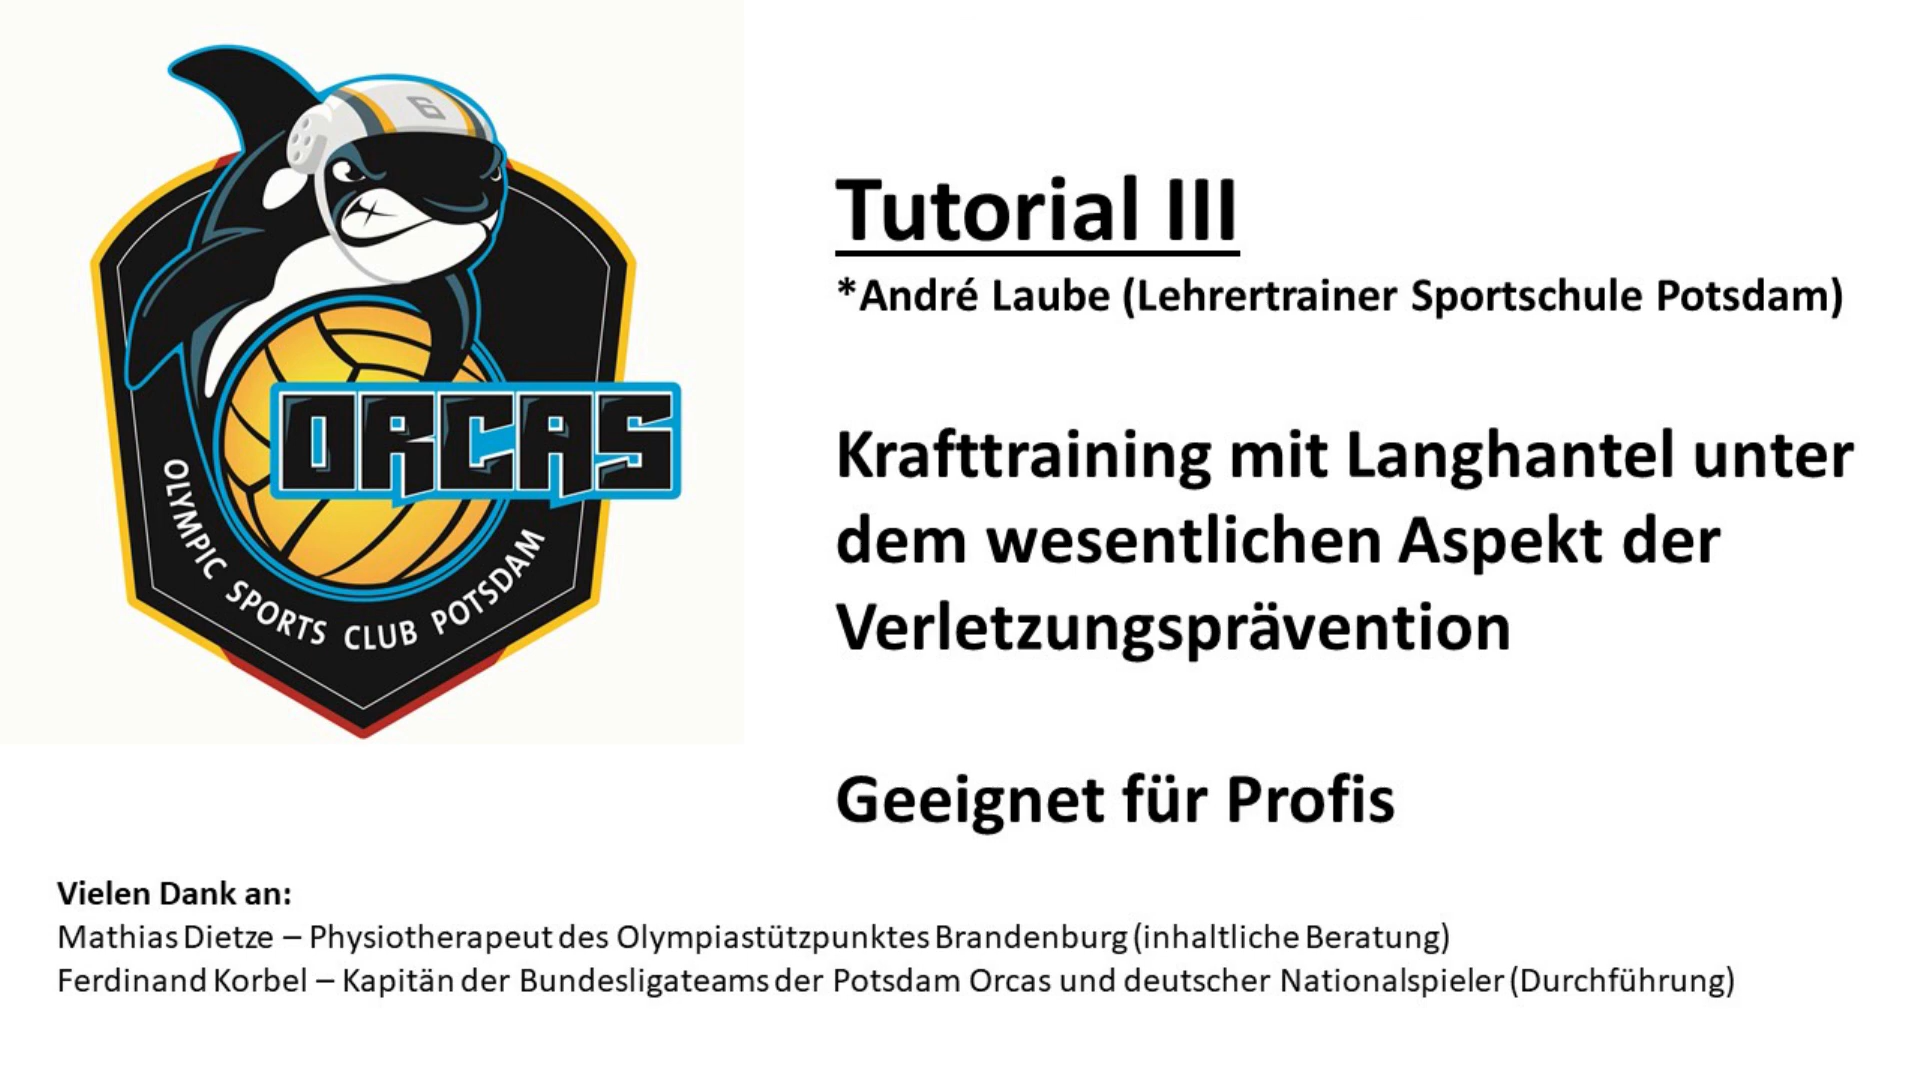 6
ORCAS
OLYMPIC SPORTS CLUB POTSDAM
Tutorial III
*André Laube (Lehrertrainer Sportschule Potsdam)
Krafttraining mit Langhantel unter
dem wesentlichen Aspekt der
Verletzungsprävention
Geeignet für Profis
Vielen Dank an:
Mathias Dietze – Physiotherapeut des Olympiastützpunktes Brandenburg (inhaltliche Beratung)
Ferdinand Korbel – Kapitän der Bundesligateams der Potsdam Orcas und deutscher Nationalspieler (Durchführung)